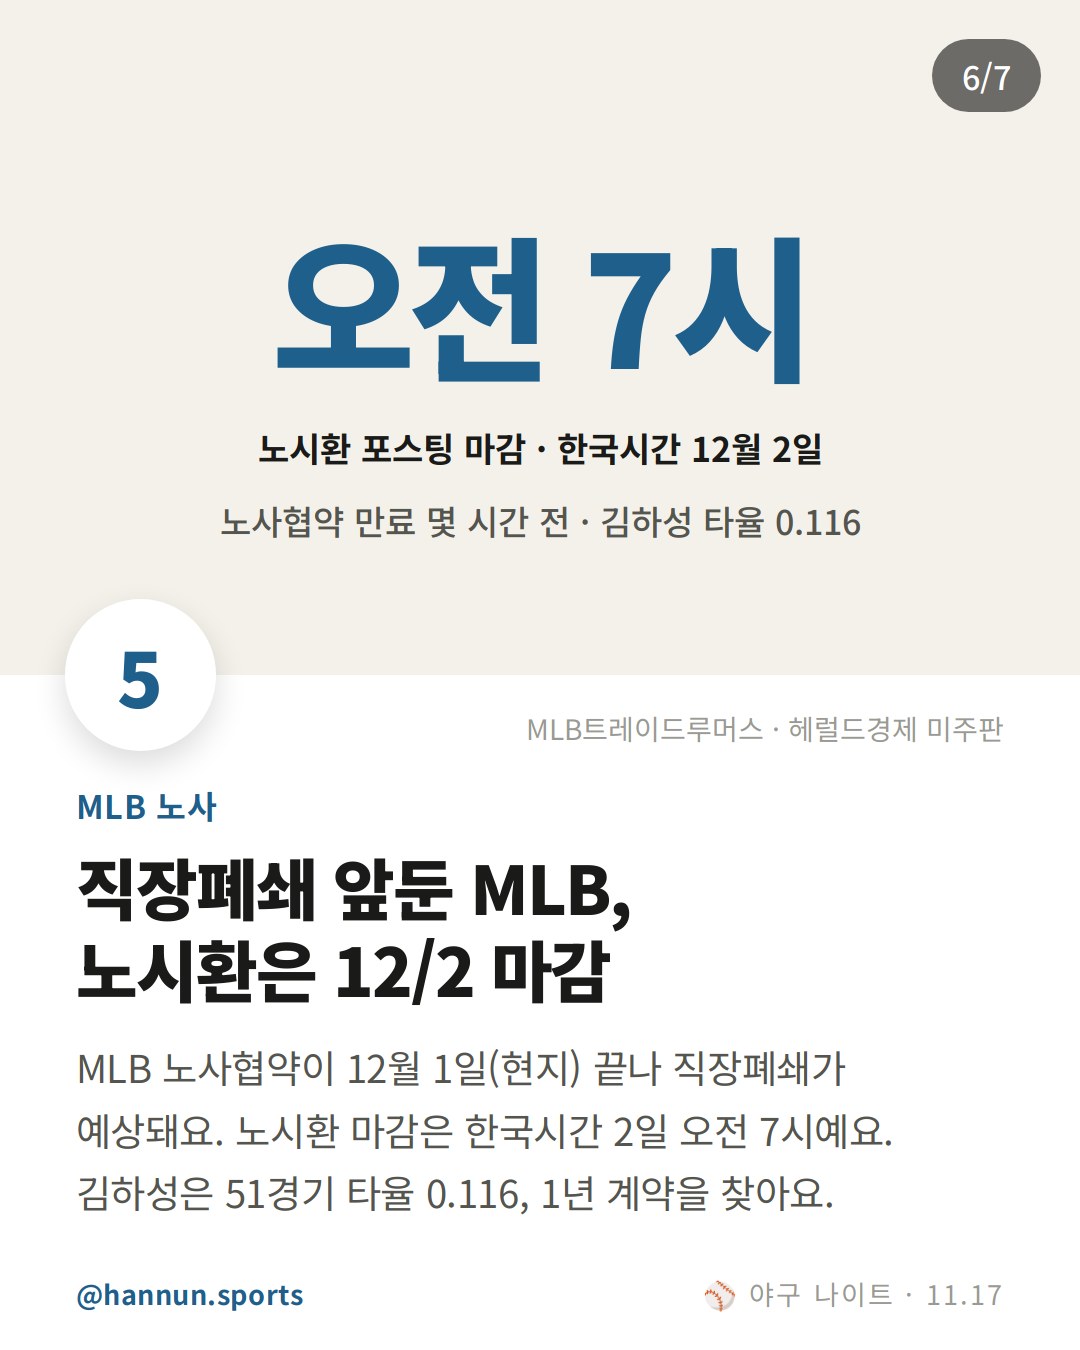 6/7
오전 7시
노시환 포스팅 마감 · 한국시간 12월 2일
노사협약 만료 몇 시간 전 · 김하성 타율 0.116
5
MLB트레이드루머스 · 헤럴드경제 미주판
MLB 노사
직장폐쇄 앞둔 MLB,
노시환은 12/2 마감
MLB 노사협약이 12월 1일(현지) 끝나 직장폐쇄가
예상돼요. 노시환 마감은 한국시간 2일 오전 7시예요.
김하성은 51경기 타율 0.116, 1년 계약을 찾아요.
@hannun.sports
⚾ 야구 나이트 · 11.17